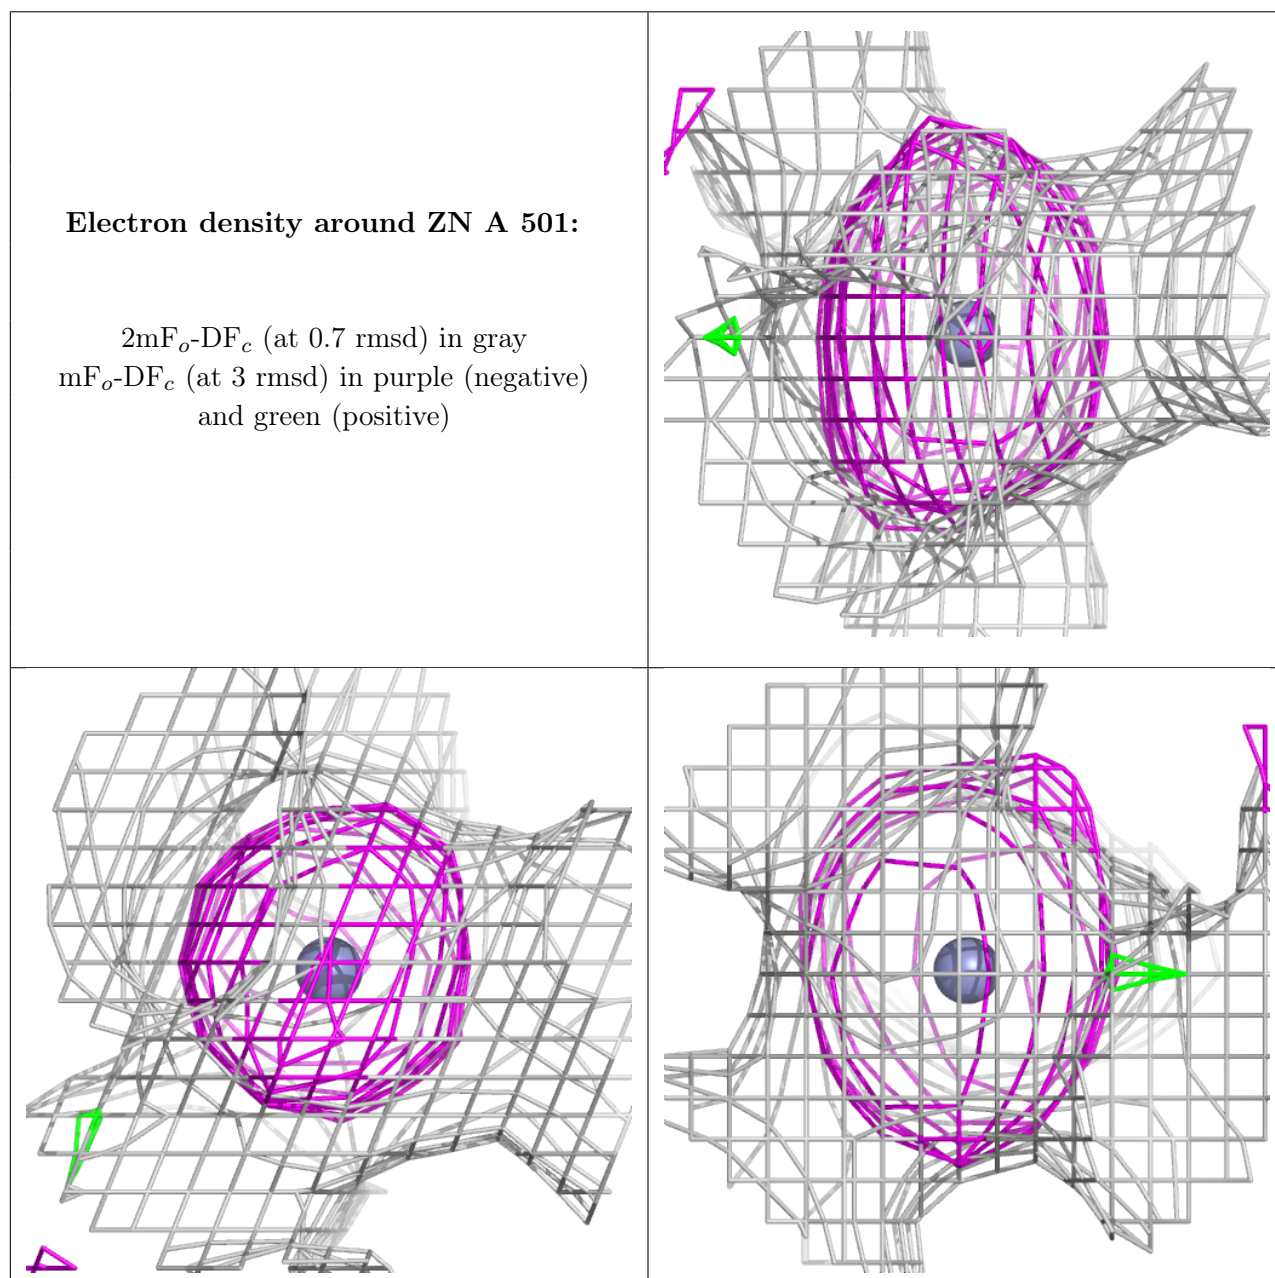 Electron density around ZN A 501:
2mFo-DFc (at 0.7 rmsd) in gray
mFo-DFc (at 3 rmsd) in purple (negative)
and green (positive)